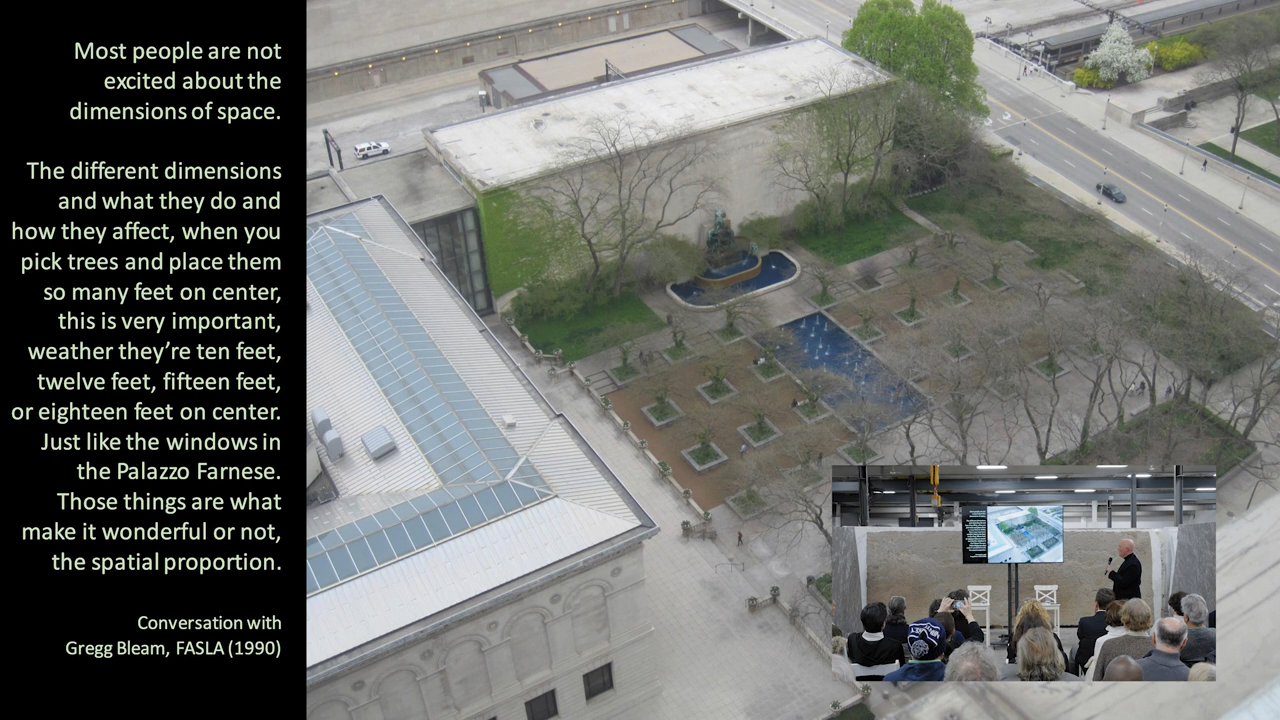 Most people are not
excited about the
dimensions of space.
The different dimensions
and what they do and
how they affect, when you
pick trees and place them
so many feet on center,
this is very important,
weather they’re ten feet,
twelve feet, fifteen feet,
or eighteen feet on center.
Just like the windows in
the Palazzo Farnese.
Those things are what
make it wonderful or not,
the spatial proportion.
Conversation with
Gregg Bleam, FASLA (1990)